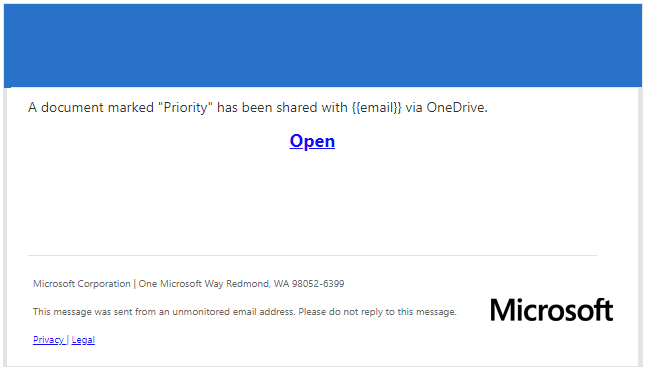 A document marked "Priority" has been shared with {{email}} via OneDrive.
Open
Microsoft Corporation | One Microsoft Way Redmond, WA 98052-6399
This message was sent from an unmonitored email address. Please do not reply to this message.
Microsoft
Privacy | Legal